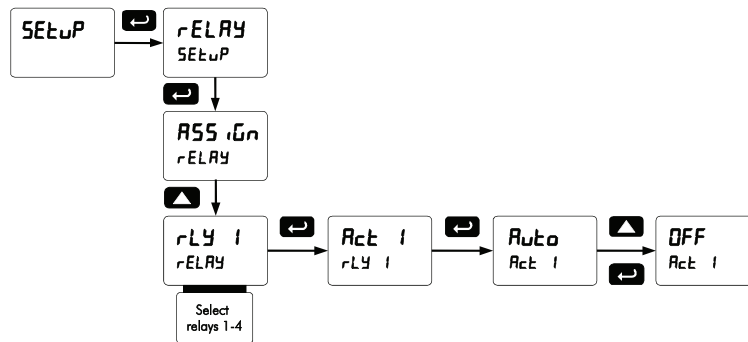 SEtuP
rELAY
SEtuP
ASSiGn
rELAY
rLY 1
rELAY
Act 1
rLY 1
Auto
Act 1
OFF
Act 1
Select
relays 1-4